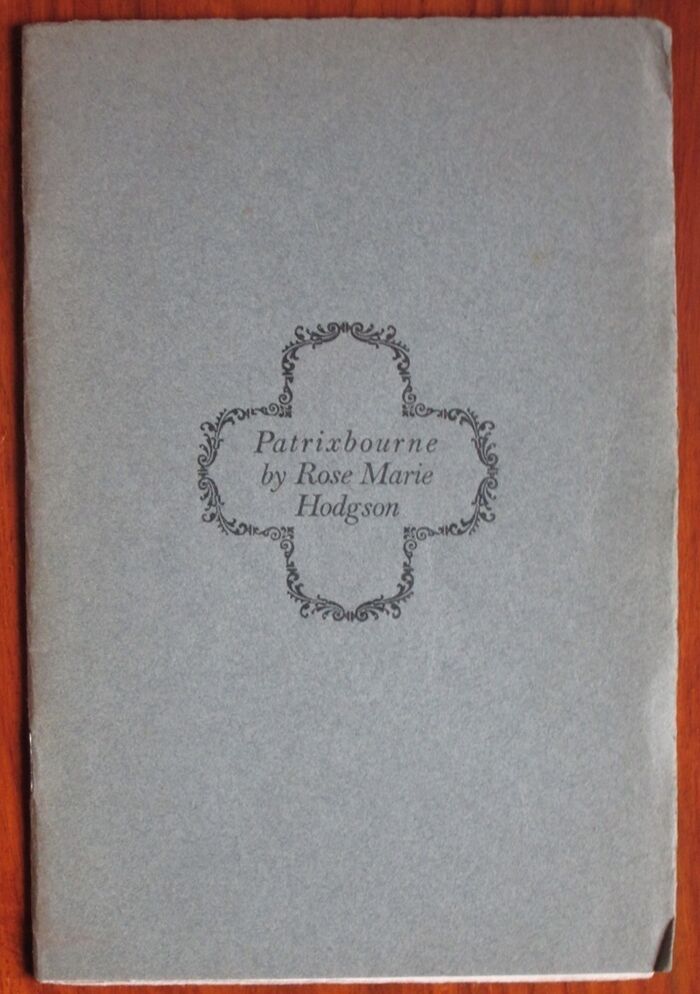 Patrixbourne
by Rose Marie
Hodgson